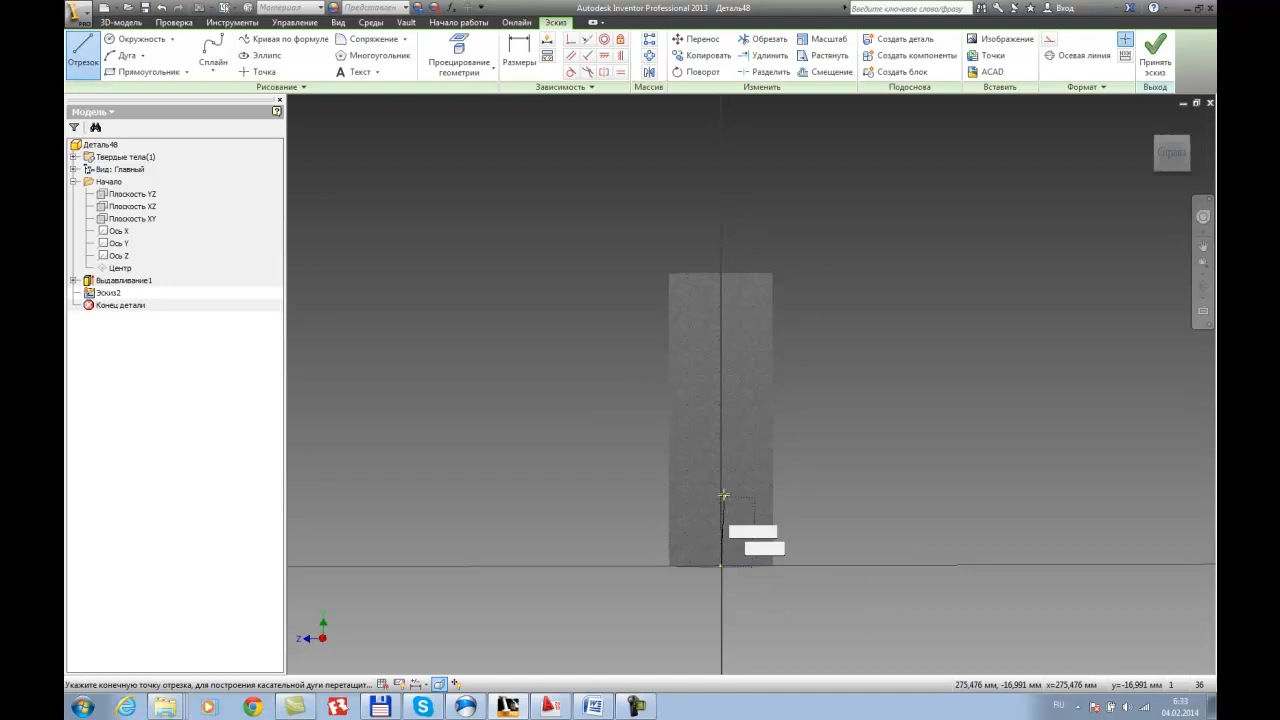 Материал
Представлен
Autodesk Inventor Professional 2013 Деталь48
Введите ключевое слово/фразу
Вход
PRO
3D-модель Проверка Инструменты Управление Вид Среды Vault Начало работы Онлайн Эскиз
Отрезок
Окружность
Дуга
Прямоугольник
Сплайн
Кривая по формуле
Эллипс
Точка
Сопряжение
Многоугольник
Текст
Проецирование геометрии
Размеры
Перенос
Копировать
Поворот
Обрезать
Удлинить
Разделить
Масштаб
Растянуть
Смещение
Создать деталь
Создать компоненты
Создать блок
Изображение
Точки
ACAD
Осевая линия
Принять эскиз
Рисование
Зависимость
Массив
Изменить
Подоснова
Вставить
Формат
Выход
Модель
Деталь48
Твердые тела(1)
Вид: Главный
Начало
Плоскость YZ
Плоскость XZ
Плоскость XY
Ось X
Ось Y
Ось Z
Центр
Выдавливание1
Эскиз2
Конец детали
Справа
Z
Укажите конечную точку отрезка, для построения касательной дуги перетащит...
275,476 мм, -16,991 мм x=275,476 мм y=-16,991 мм 1 36
RU
6:33
04.02.2014